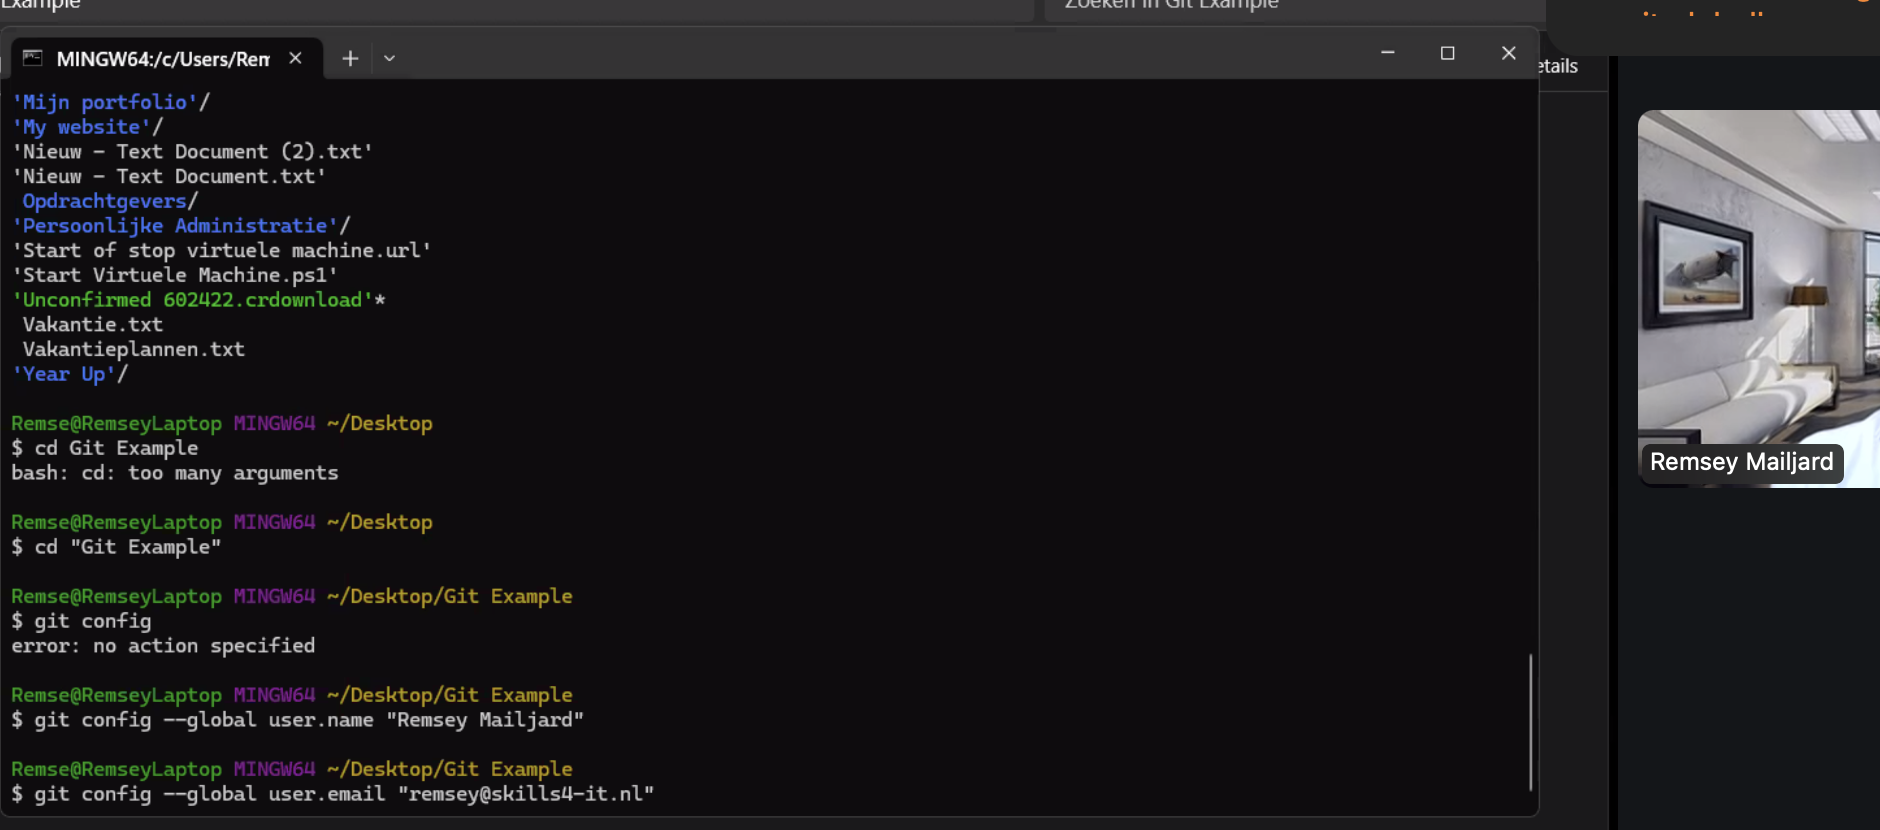 Example
Zoeken in Git Example
MINGW64:/c/Users/Rem
etails
'Mijn portfolio'/
'My website'/
'Nieuw - Text Document (2).txt'
'Nieuw - Text Document.txt'
Opdrachtgevers/
'Persoonlijke Administratie'/
'Start of stop virtuele machine.url'
'Start Virtuele Machine.ps1'
'Unconfirmed 602422.crdownload'*
Vakantie.txt
Vakantieplannen.txt
'Year Up'/
Remse@RemseyLaptop MINGW64 ~/Desktop
$ cd Git Example
bash: cd: too many arguments
Remse@RemseyLaptop MINGW64 ~/Desktop
$ cd "Git Example"
Remse@RemseyLaptop MINGW64 ~/Desktop/Git Example
$ git config
error: no action specified
Remse@RemseyLaptop MINGW64 ~/Desktop/Git Example
$ git config --global user.name "Remsey Mailjard"
Remse@RemseyLaptop MINGW64 ~/Desktop/Git Example
$ git config --global user.email "remsey@skills4-it.nl"
Remsey Mailjard